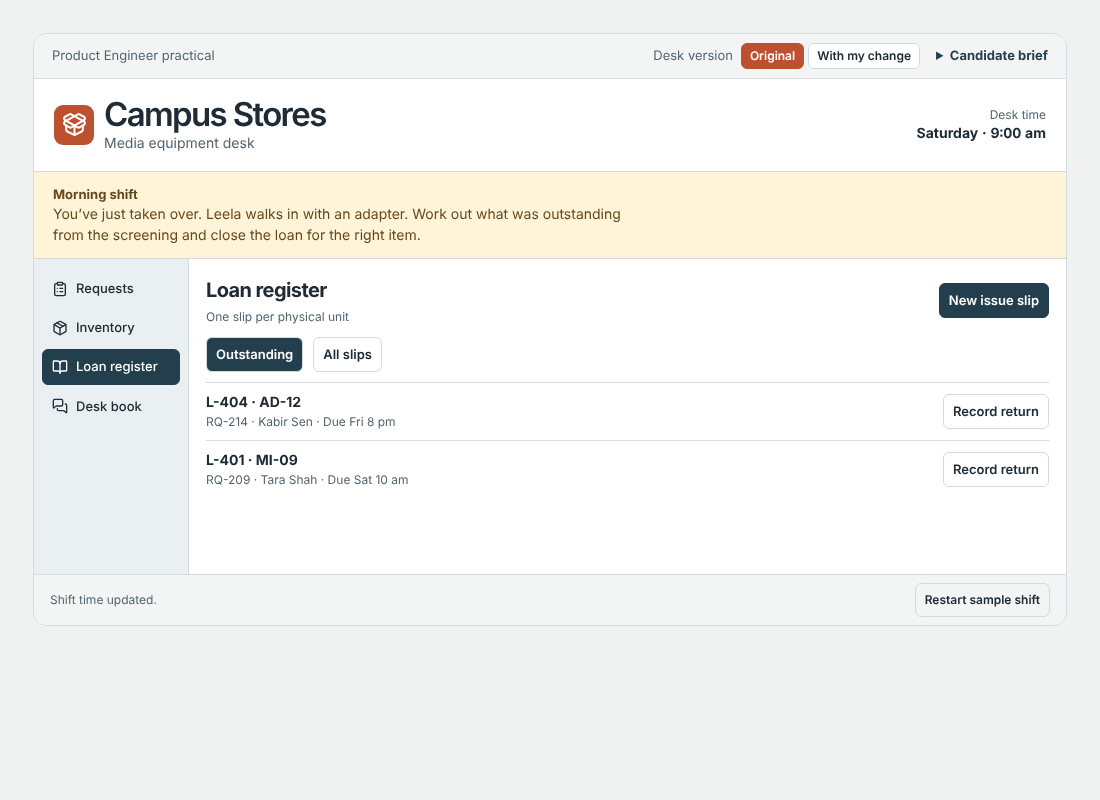 Product Engineer practical
Desk version Original With my change ▶ Candidate brief
Campus Stores
Media equipment desk
Desk time
Saturday · 9:00 am
Morning shift
You’ve just taken over. Leela walks in with an adapter. Work out what was outstanding
from the screening and close the loan for the right item.
Requests
Inventory
Loan register
Desk book
Loan register
One slip per physical unit
New issue slip
Outstanding All slips
L-404 · AD-12
RQ-214 · Kabir Sen · Due Fri 8 pm
Record return
L-401 · MI-09
RQ-209 · Tara Shah · Due Sat 10 am
Record return
Shift time updated.
Restart sample shift